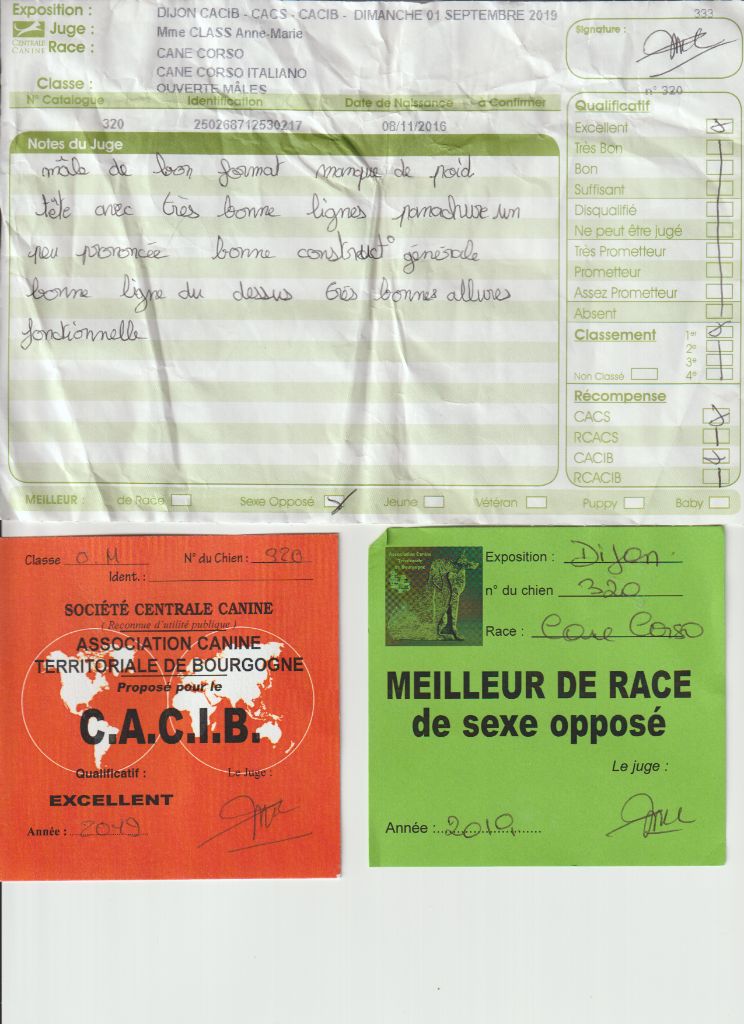 Exposition : DIJON CACIB - CACS - CACIB - DIMANCHE 01 SEPTEMBRE 2019 333
CENTRALE CANINE
Juge : Mme CLASS Anne-Marie
Race : CANE CORSO
CANE CORSO ITALIANO
Classe : OUVERTE MÂLES
Signature :
n° 320
N° Catalogue Identification Date de Naissance à Confirmer
320 250268712530217 08/11/2016
Notes du Juge
mâle de bon format manque de poid
tête avec très bonne lignes panachure un
peu prononcée bonne construct° générale
bonne ligne du dessus très bonnes allures
fonctionnelle
Qualificatif
Excellent
Très Bon
Bon
Suffisant
Disqualifié
Ne peut être jugé
Très Prometteur
Prometteur
Assez Prometteur
Absent
Classement 1er
2e
3e
Non Classé 4e
Récompense
CACS
RCACS
CACIB
RCACIB
MEILLEUR : de Race Sexe Opposé Jeune Vétéran Puppy Baby
Classe O.M N° du Chien : 320
Ident. :
SOCIÉTÉ CENTRALE CANINE
( Reconnue d'utilité publique )
ASSOCIATION CANINE
TERRITORIALE DE BOURGOGNE
Proposé pour le
C.A.C.I.B.
Qualificatif : Le Juge :
EXCELLENT
Année : 2019
Association Canine
Territoriale
de Bourgogne
Exposition : Dijon
n° du chien 320
Race : Cane Corso
MEILLEUR DE RACE
de sexe opposé
Le juge :
Année : 2019